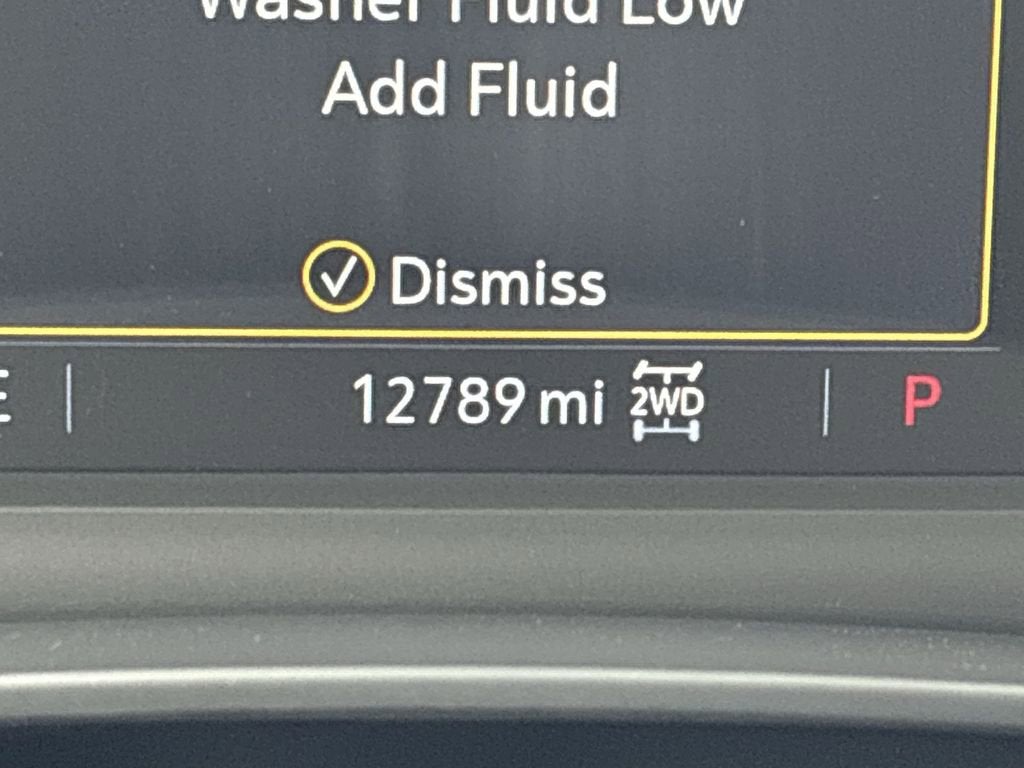 Washer Fluid Low
Add Fluid
Dismiss
E 12789 mi 2WD P